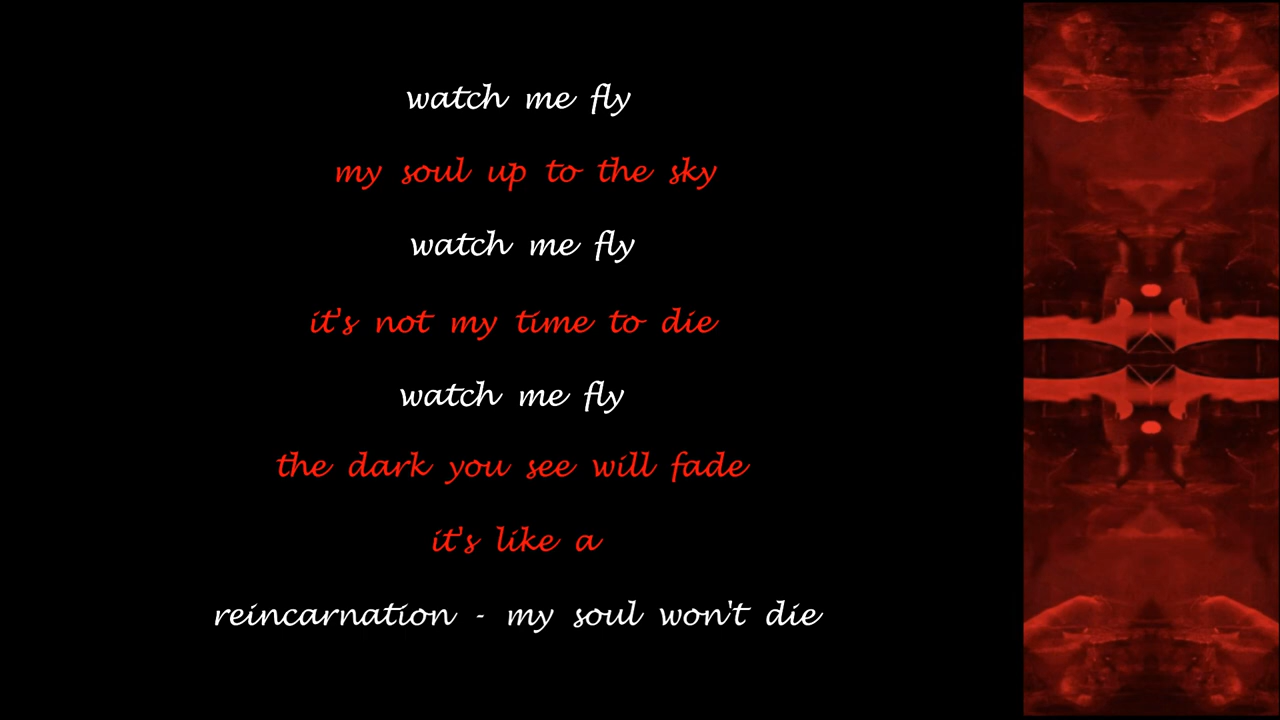 watch me fly
my soul up to the sky
watch me fly
it's not my time to die
watch me fly
the dark you see will fade
it's like a
reincarnation - my soul won't die